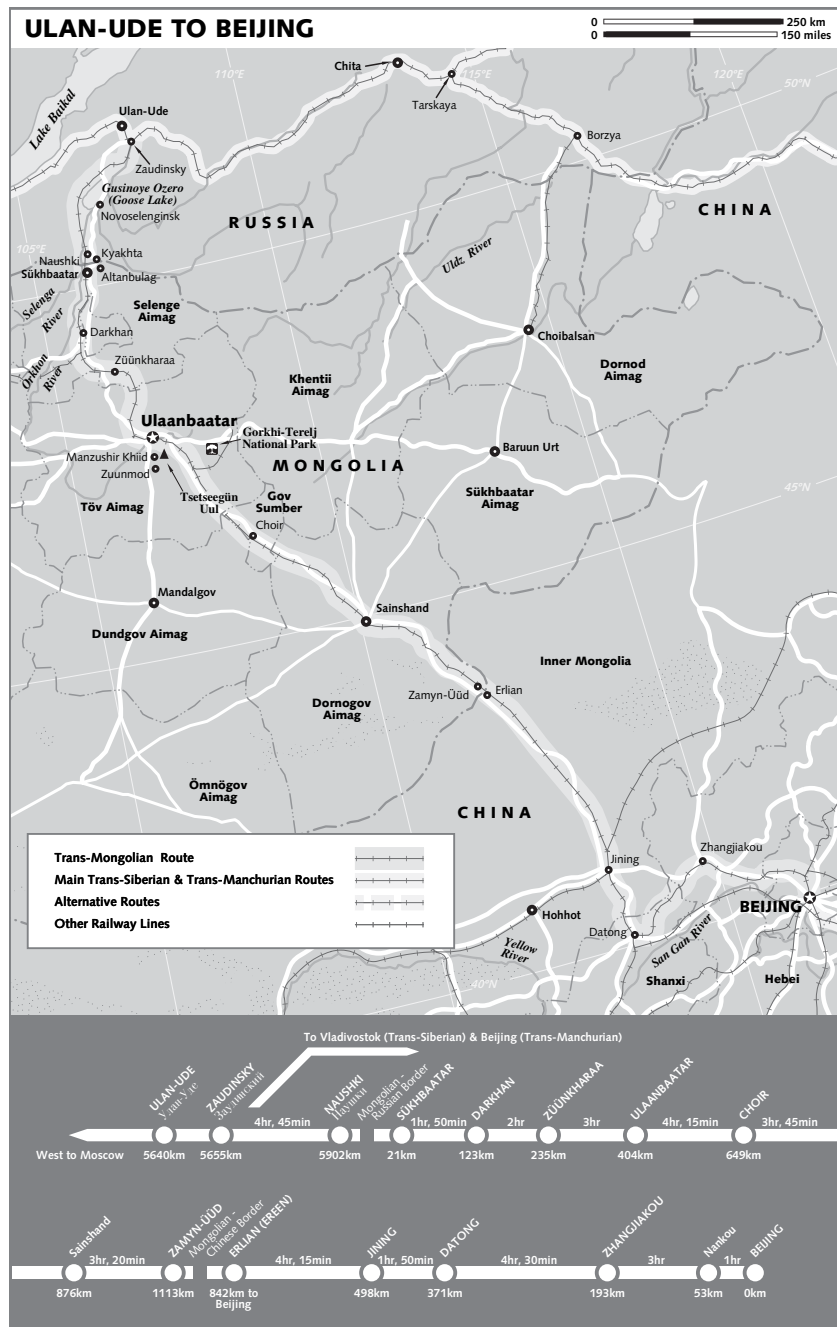 ULAN-UDE TO BEIJING
0 250 km
0 150 miles
110°E
Chita
115°E
Tarskaya
120°E
50°N
Lake Baikal
Ulan-Ude
Borzya
Zaudinsky
Gusinoye Ozero
(Goose Lake)
Novoselenginsk
RUSSIA
CHINA
105°E
Uldz River
Naushki
Kyakhta
Sükhbaatar
Altanbulag
Selenga
River
Selenge
Aimag
Darkhan
Choibalsan
Orkhon
River
Züünkharaa
Khentii
Aimag
Dornod
Aimag
Ulaanbaatar
Gorkhi-Terelj
National Park
Baruun Urt
Manzushir Khiid
Zuunmod
MONGOLIA
Tsetseegün
Uul
Gov
Sumber
Sükhbaatar
Aimag
45°N
Töv Aimag
Choir
Mandalgov
Sainshand
Dundgov Aimag
Inner Mongolia
Zamyn-Üüd
Erlian
Dornogov
Aimag
Ömnögov
Aimag
CHINA
Trans-Mongolian Route
Main Trans-Siberian & Trans-Manchurian Routes
Alternative Routes
Other Railway Lines
Jining
Zhangjiakou
BEIJING
Hohhot
Datong
Yellow
River
San Gan River
40°N
Shanxi
Hebei
To Vladivostok (Trans-Siberian) & Beijing (Trans-Manchurian)
ULAN-UDE
Улан-Удe
ZAUDINSKY
Заудинский
NAUSHKI
Наушки
Mongolian -
Russian Border
SÜKHBAATAR
DARKHAN
ZÜÜNKHARAA
ULAANBAATAR
CHOIR
4hr, 45min
1hr, 50min
2hr
3hr
4hr, 15min
3hr, 45min
West to Moscow
5640km
5655km
5902km
21km
123km
235km
404km
649km
Sainshand
ZAMYN-ÜÜD
Mongolian -
Chinese Border
ERLIAN (EREEN)
JINING
DATONG
ZHANGJIAKOU
Nankou
BEIJING
3hr, 20min
4hr, 15min
1hr, 50min
4hr, 30min
3hr
1hr
876km
1113km
842km to
Beijing
498km
371km
193km
53km
0km